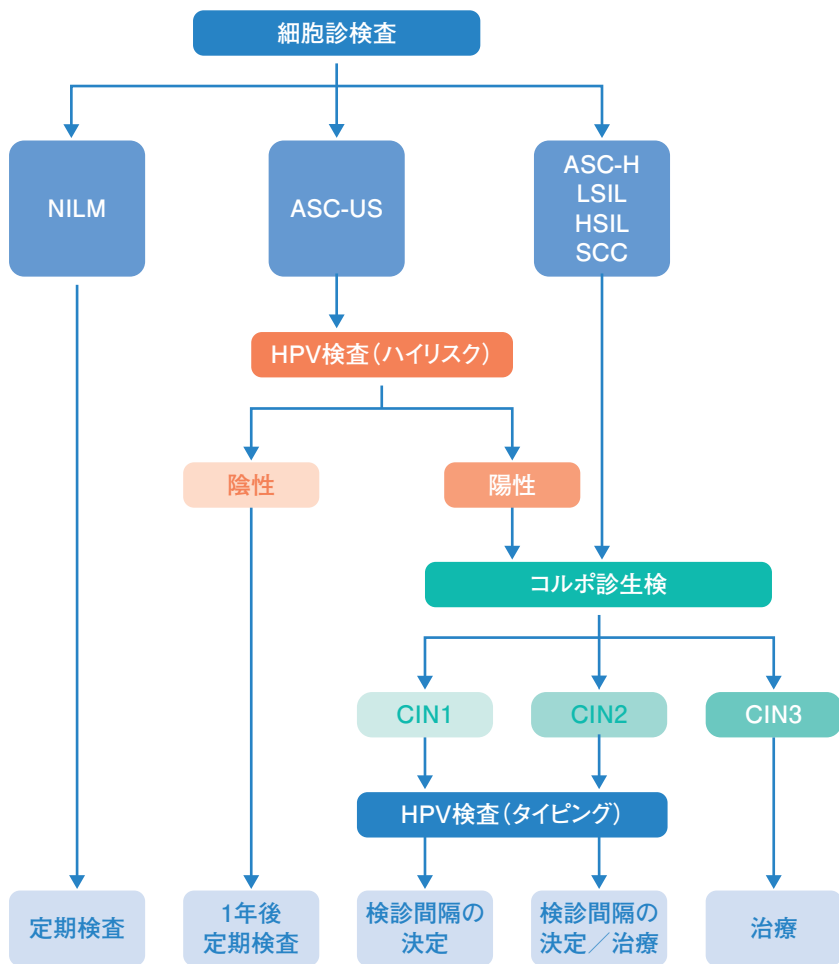 細胞診検査
NILM
ASC-US
ASC-H
LSIL
HSIL
SCC
HPV検査（ハイリスク）
陰性
陽性
コルポ診生検
CIN1
CIN2
CIN3
HPV検査（タイピング）
定期検査
1年後
定期検査
検診間隔の
決定
検診間隔の
決定／治療
治療